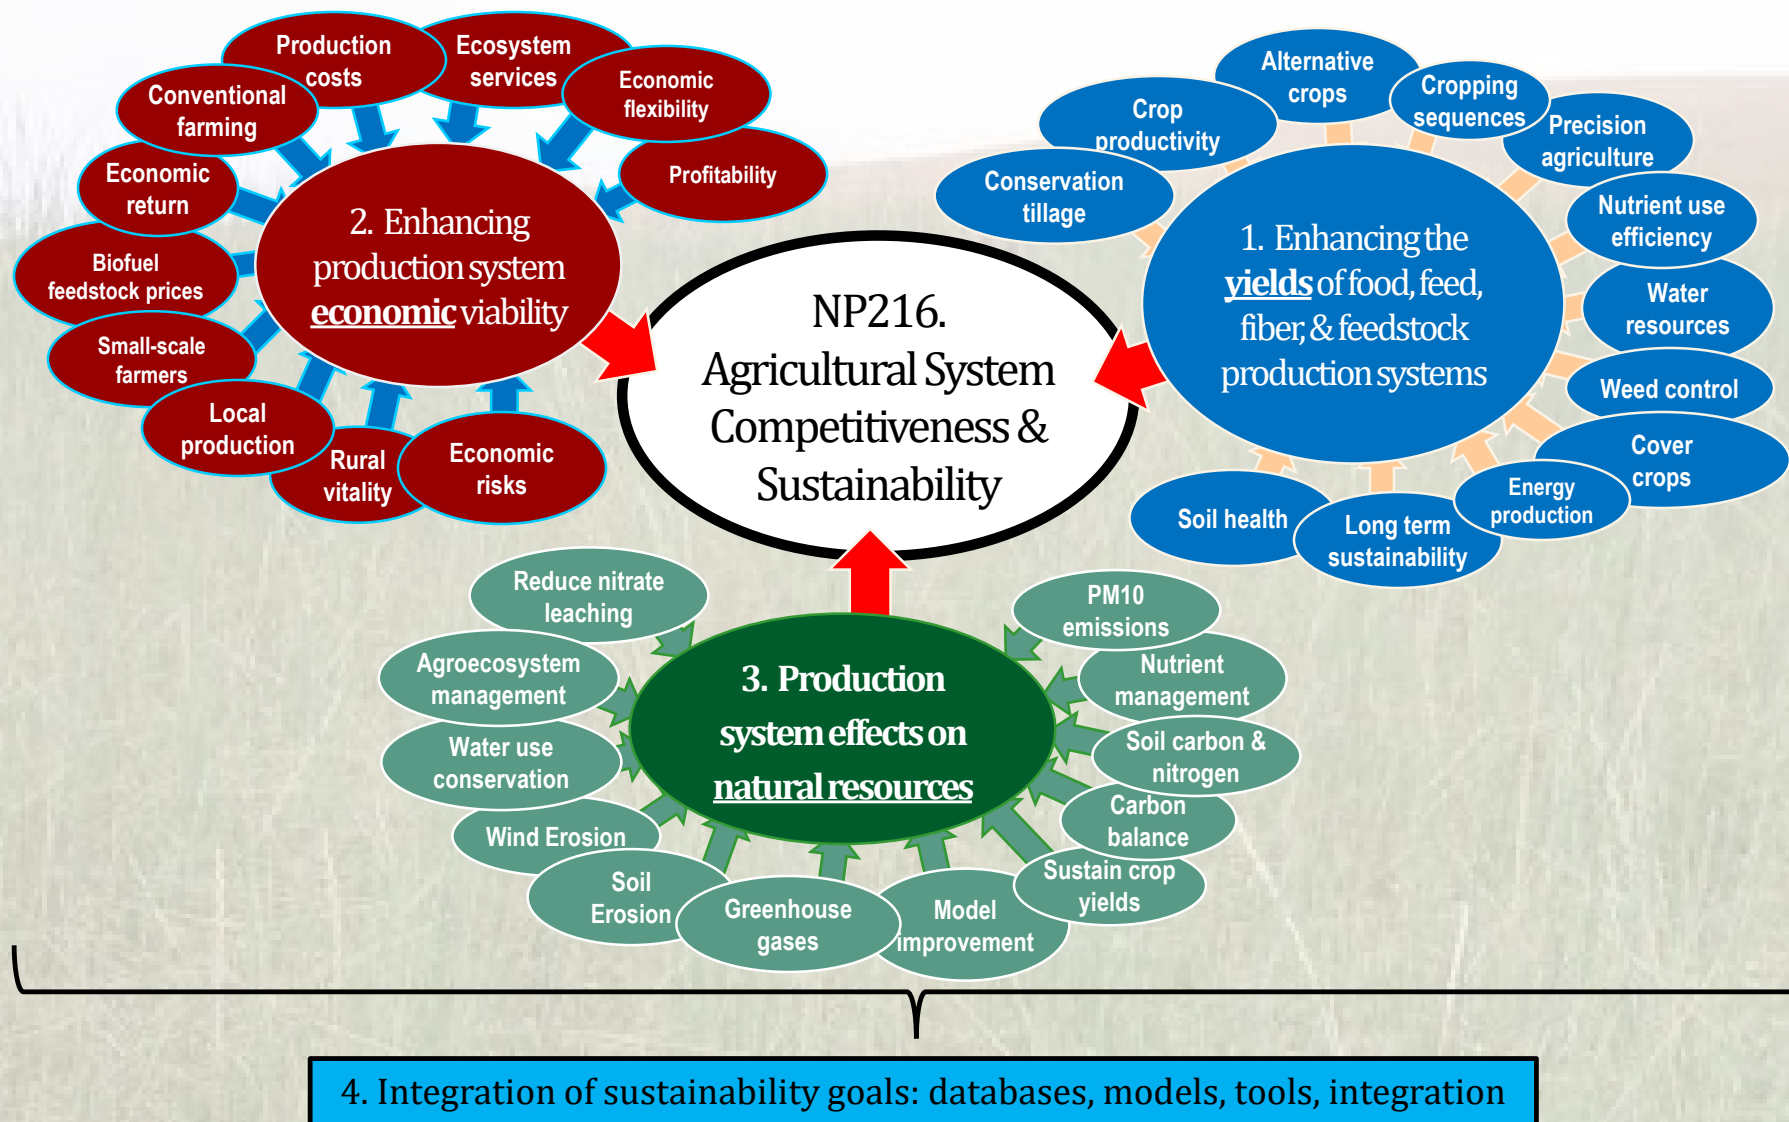 Production
costs
Ecosystem
services
Economic
flexibility
Conventional
farming
Profitability
Economic
return
Biofuel
feedstock prices
Small-scale
farmers
Local
production
Rural
vitality
Economic
risks
2. Enhancing
production system
economic viability
Alternative
crops
Cropping
sequences
Crop
productivity
Precision
agriculture
Conservation
tillage
Nutrient use
efficiency
Water
resources
Weed control
Cover
crops
Energy
production
Long term
sustainability
Soil health
1. Enhancing the
yields of food, feed,
fiber, & feedstock
production systems
NP216.
Agricultural System
Competitiveness &
Sustainability
Reduce nitrate
leaching
Agroecosystem
management
Water use
conservation
Wind Erosion
Soil
Erosion
Greenhouse
gases
Model
improvement
Sustain crop
yields
Carbon
balance
Soil carbon &
nitrogen
Nutrient
management
PM10
emissions
3. Production
system effects on
natural resources
4. Integration of sustainability goals: databases, models, tools, integration